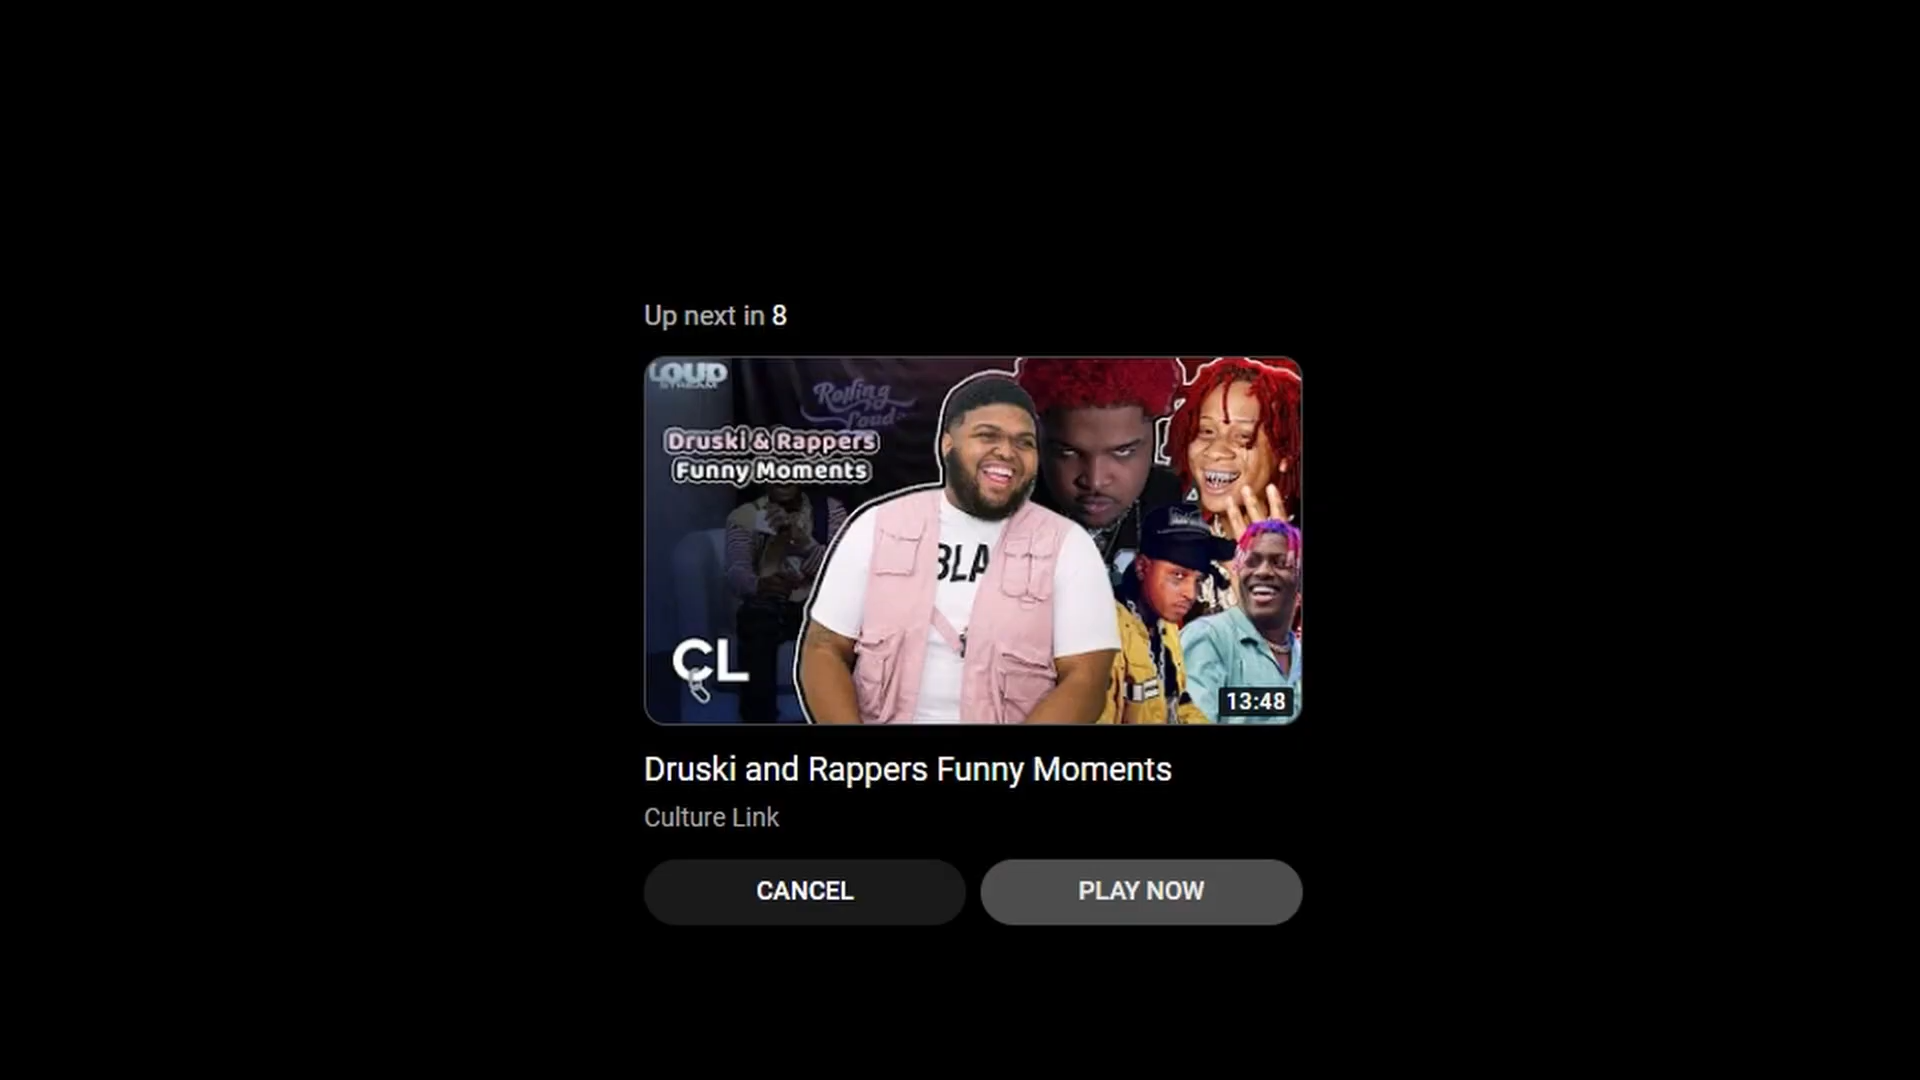 Up next in 8
LOUD
STREAM
Rolling
Loud
Druski & Rappers
Funny Moments
BLA
CL
13:48
Druski and Rappers Funny Moments
Culture Link
CANCEL
PLAY NOW